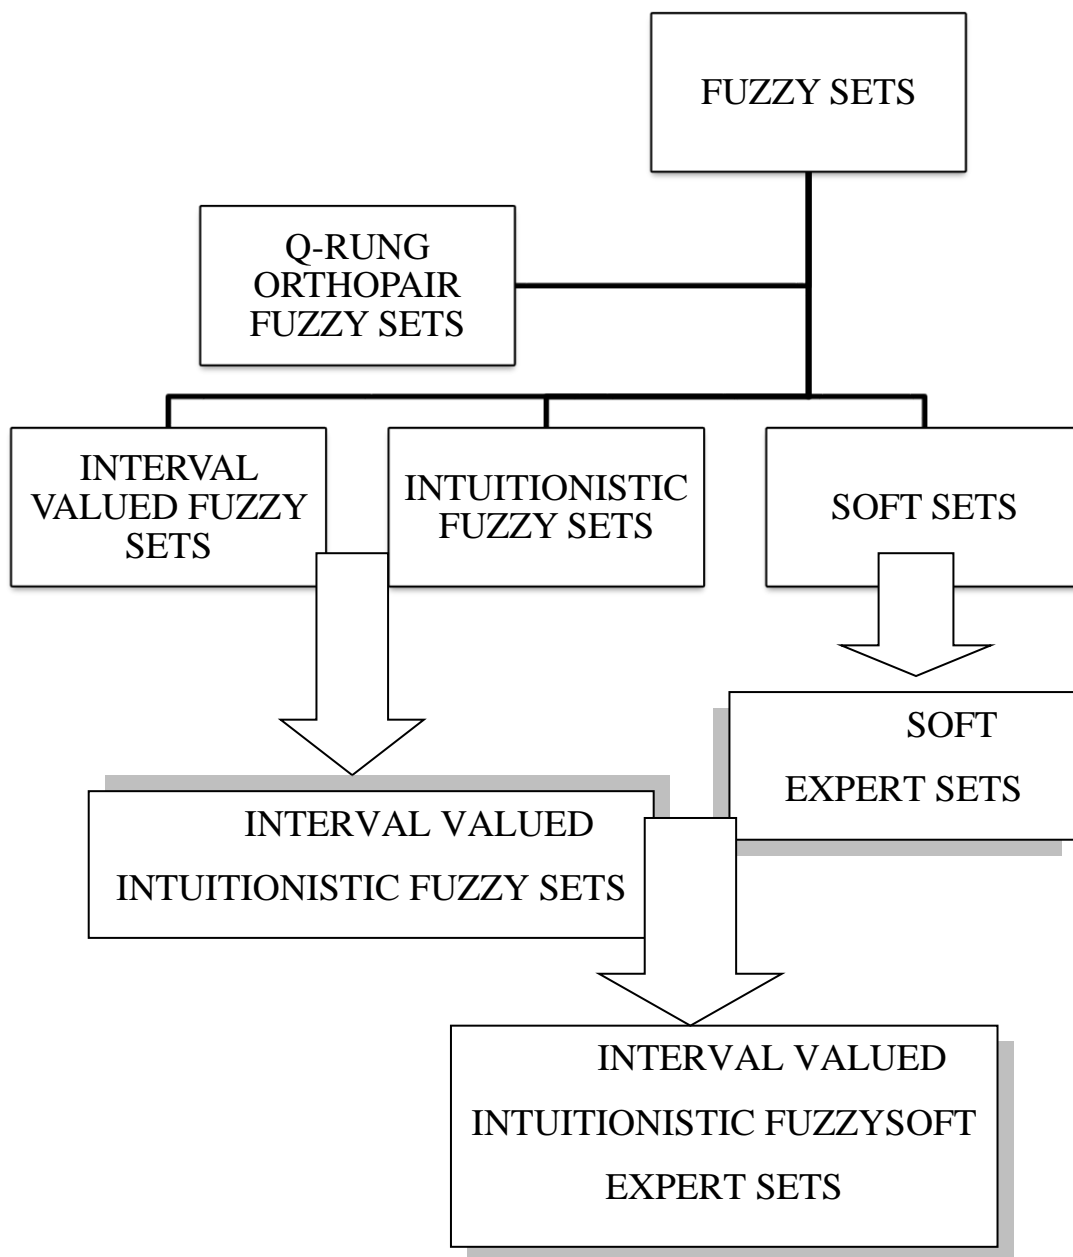 FUZZY SETS
Q-RUNG
ORTHOPAIR
FUZZY SETS
INTERVAL
VALUED FUZZY
SETS
INTUITIONISTIC
FUZZY SETS
SOFT SETS
SOFT
EXPERT SETS
INTERVAL VALUED
INTUITIONISTIC FUZZY SETS
INTERVAL VALUED
INTUITIONISTIC FUZZYSOFT
EXPERT SETS